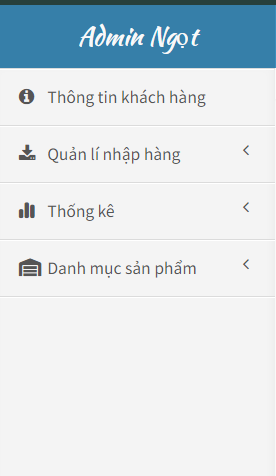 Admin Ngọt
Thông tin khách hàng
Quản lí nhập hàng
Thống kê
Danh mục sản phẩm